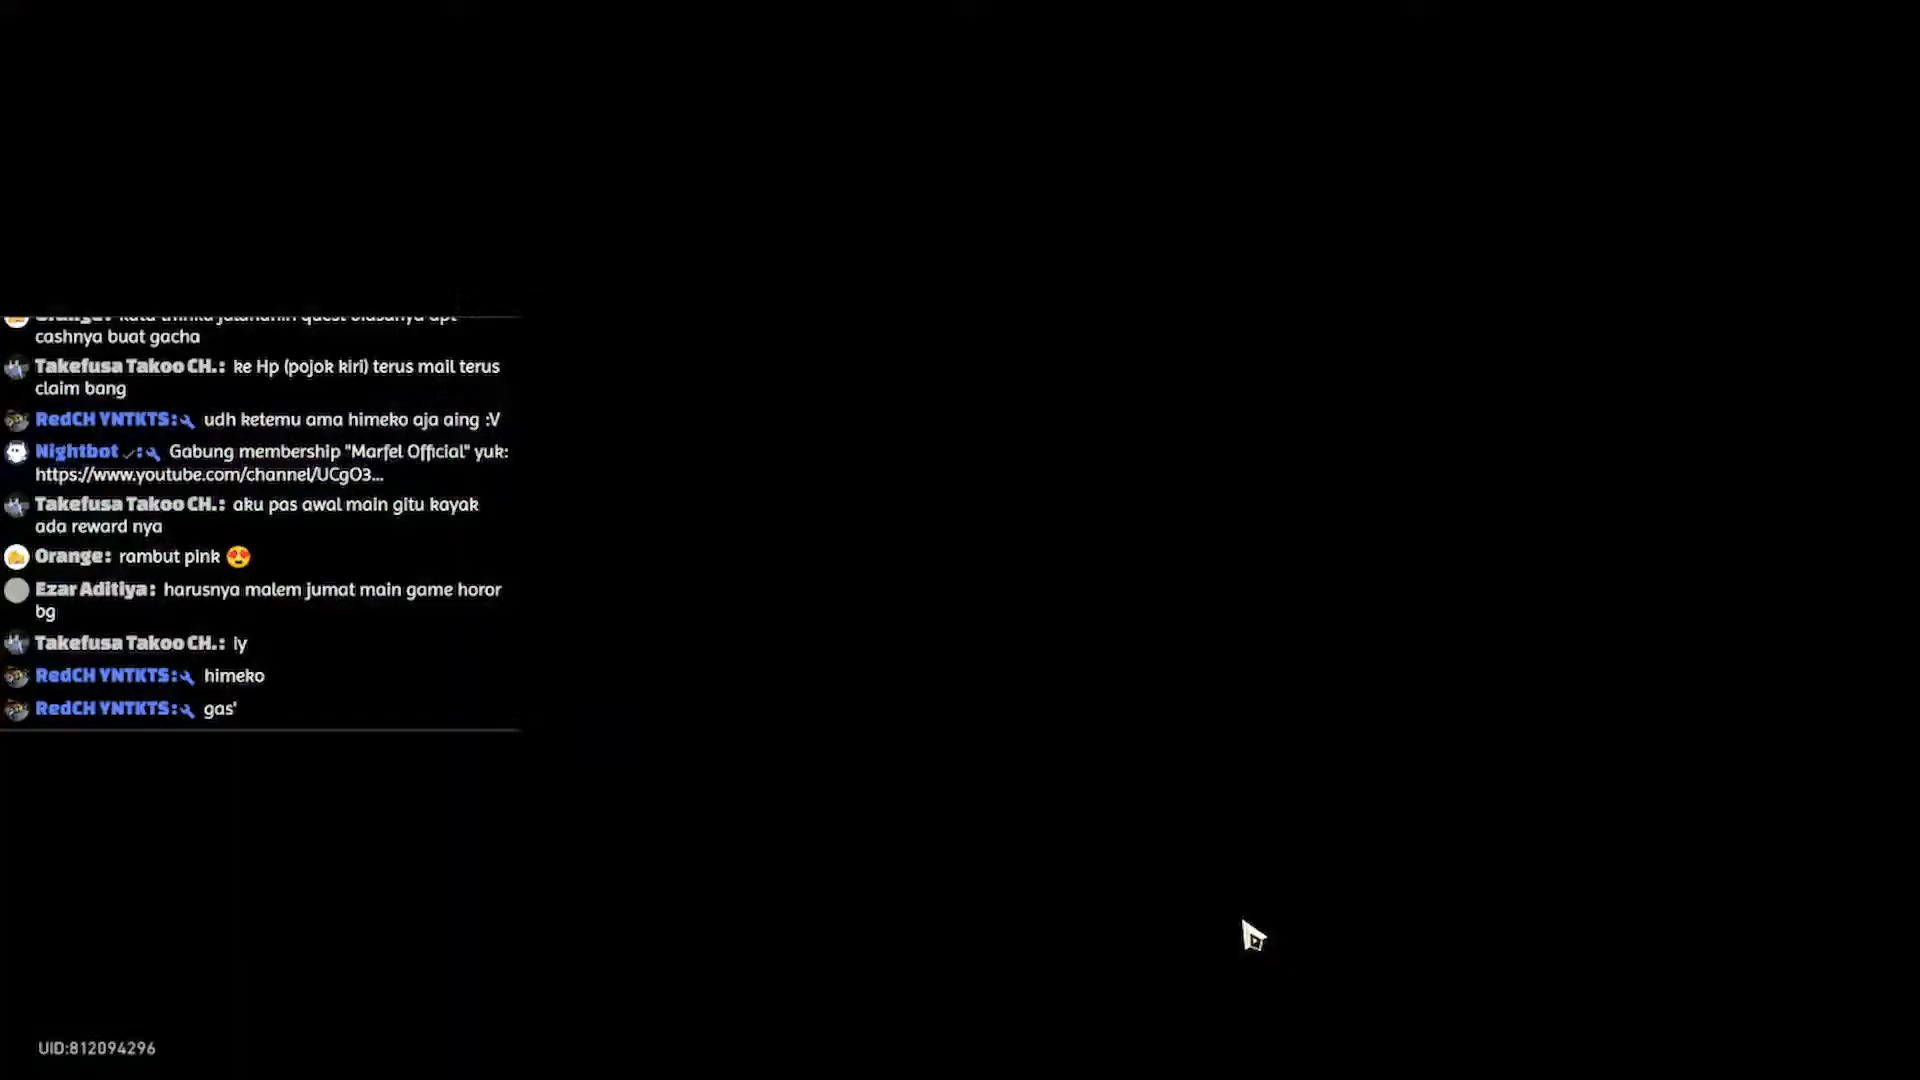 cashnya buat gacha
Takefusa Takoo CH.: ke Hp (pojok kiri) terus mail terus
claim bang
RedCH YNTKTS: udh ketemu ama himeko aja aing :V
Nightbot ✓: Gabung membership "Marfel Official" yuk:
https://www.youtube.com/channel/UCgO3...
Takefusa Takoo CH.: aku pas awal main gitu kayak
ada reward nya
Orange: rambut pink 😍
Ezar Aditiya: harusnya malem jumat main game horor
bg
Takefusa Takoo CH.: iy
RedCH YNTKTS: himeko
RedCH YNTKTS: gas'
UID:812094296